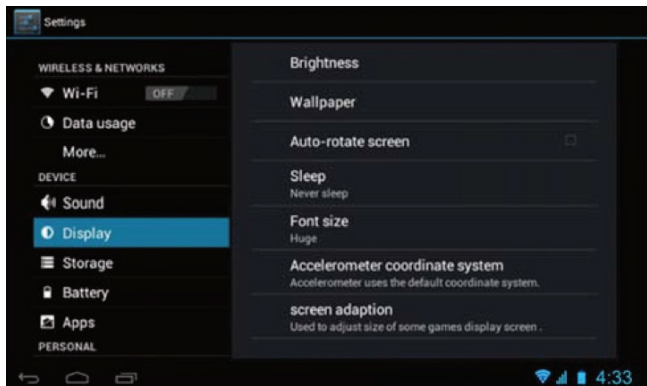 Settings
WIRELESS & NETWORKS
Wi-Fi OFF
Data usage
More...
DEVICE
Sound
Display
Storage
Battery
Apps
PERSONAL
Brightness
Wallpaper
Auto-rotate screen
Sleep
Never sleep
Font size
Huge
Accelerometer coordinate system
Accelerometer uses the default coordinate system.
screen adaption
Used to adjust size of some games display screen .
4:33